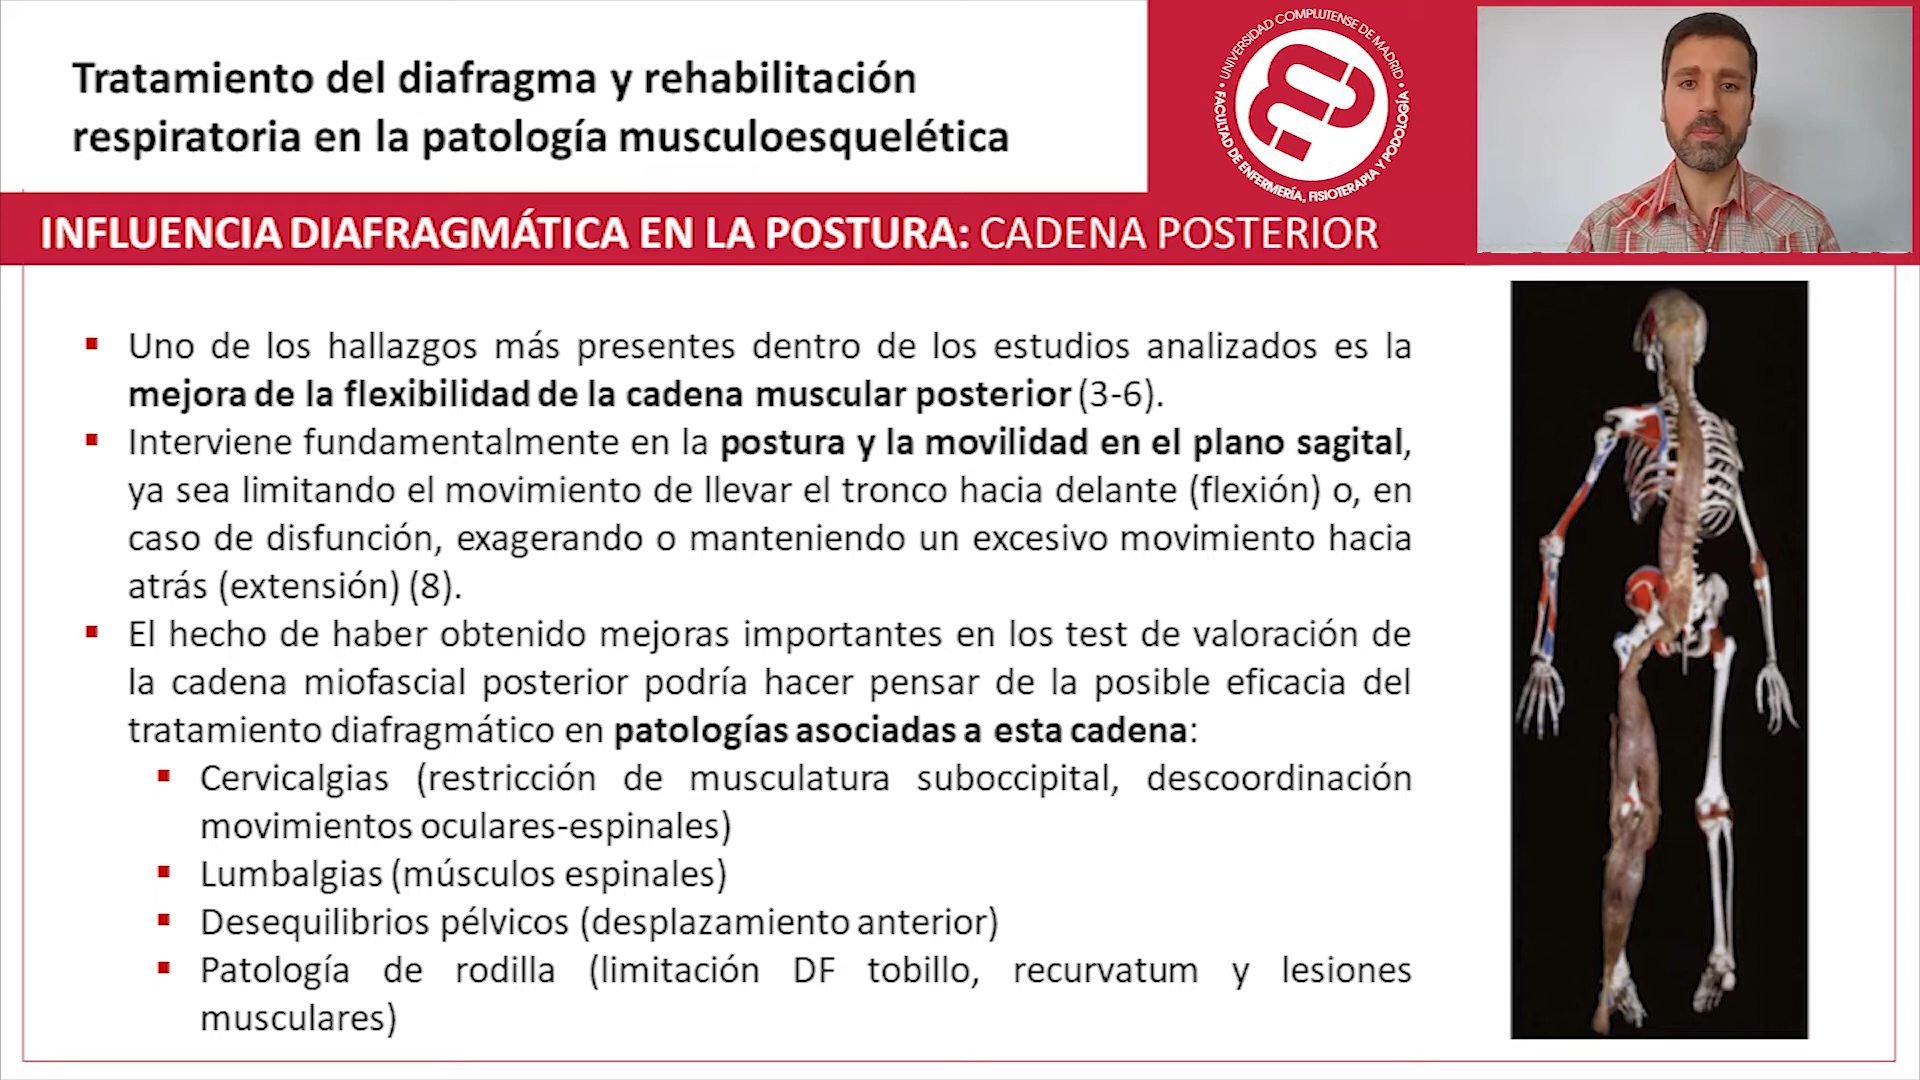 Tratamiento del diafragma y rehabilitación
respiratoria en la patología musculoesquelética
• UNIVERSIDAD COMPLUTENSE DE MADRID •
FACULTAD DE ENFERMERÍA, FISIOTERAPIA Y PODOLOGÍA
INFLUENCIA DIAFRAGMÁTICA EN LA POSTURA: CADENA POSTERIOR
▪ Uno de los hallazgos más presentes dentro de los estudios analizados es la
mejora de la flexibilidad de la cadena muscular posterior (3-6).
▪ Interviene fundamentalmente en la postura y la movilidad en el plano sagital,
ya sea limitando el movimiento de llevar el tronco hacia delante (flexión) o, en
caso de disfunción, exagerando o manteniendo un excesivo movimiento hacia
atrás (extensión) (8).
▪ El hecho de haber obtenido mejoras importantes en los test de valoración de
la cadena miofascial posterior podría hacer pensar de la posible eficacia del
tratamiento diafragmático en patologías asociadas a esta cadena:
▪ Cervicalgias (restricción de musculatura suboccipital, descoordinación
movimientos oculares-espinales)
▪ Lumbalgias (músculos espinales)
▪ Desequilibrios pélvicos (desplazamiento anterior)
▪ Patología de rodilla (limitación DF tobillo, recurvatum y lesiones
musculares)